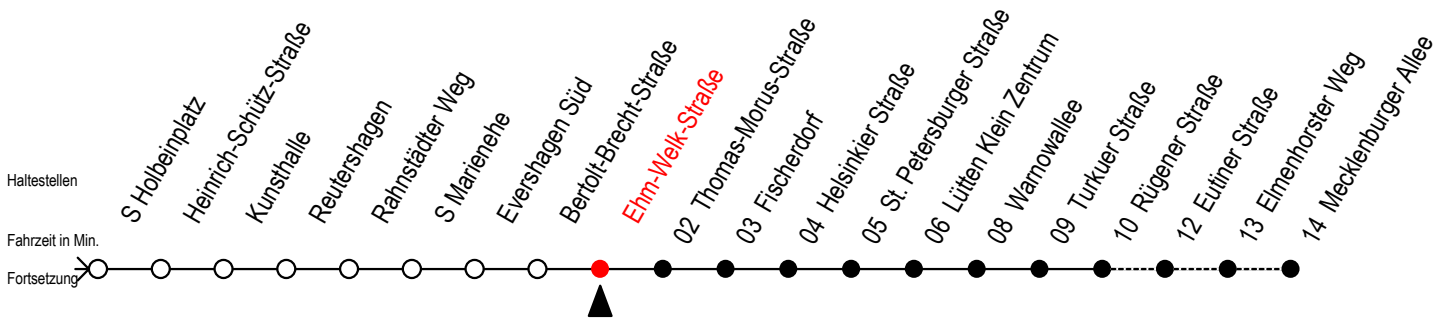 Haltestellen
Fahrzeit in Min.
Fortsetzung
S Holbeinplatz
Heinrich-Schütz-Straße
Kunsthalle
Reutershagen
Rahnstädter Weg
S Marienehe
Evershagen Süd
Bertolt-Brecht-Straße
Ehm-Welk-Straße
02 Thomas-Morus-Straße
03 Fischerdorf
04 Helsinkier Straße
05 St. Petersburger Straße
06 Lütten Klein Zentrum
08 Warnowallee
09 Turkuer Straße
10 Rügener Straße
12 Eutiner Straße
13 Elmenhorster Weg
14 Mecklenburger Allee